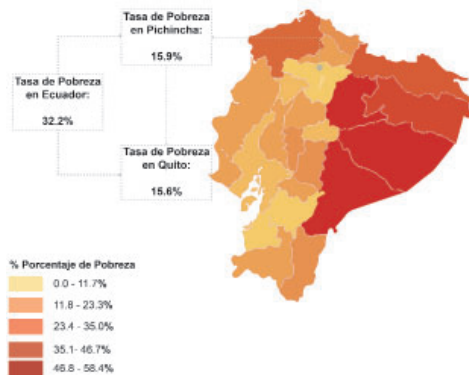 Tasa de Pobreza
en Pichincha:
15.9%
Tasa de Pobreza
en Ecuador:
32.2%
Tasa de Pobreza
en Quito:
15.6%
% Porcentaje de Pobreza
0.0 - 11.7%
11.8 - 23.3%
23.4 - 35.0%
35.1- 46.7%
46.8 - 58.4%